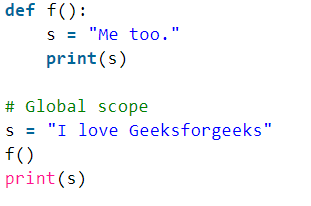 def f():
    s = "Me too."
    print(s)

# Global scope
s = "I love Geeksforgeeks"
f()
print(s)